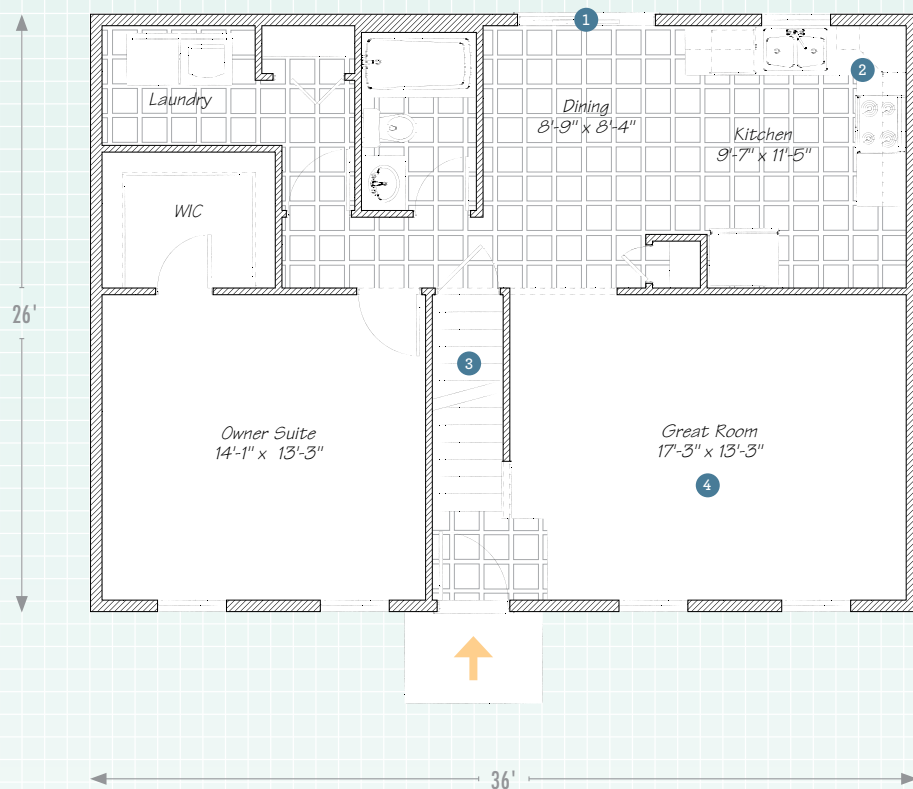 1
2
Laundry
Dining
8'-9" x 8'-4"
Kitchen
9'-7" x 11'-5"
WIC
26'
3
Owner Suite
14'-1" x 13'-3"
Great Room
17'-3" x 13'-3"
4
36'